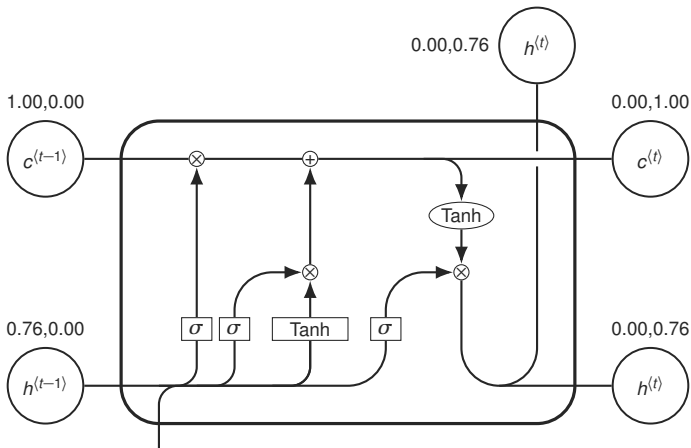 0.00,0.76
h⟨t⟩
1.00,0.00
0.00,1.00
c⟨t−1⟩
×
+
c⟨t⟩
Tanh
×
×
0.76,0.00
σ
σ
Tanh
σ
0.00,0.76
h⟨t−1⟩
h⟨t⟩